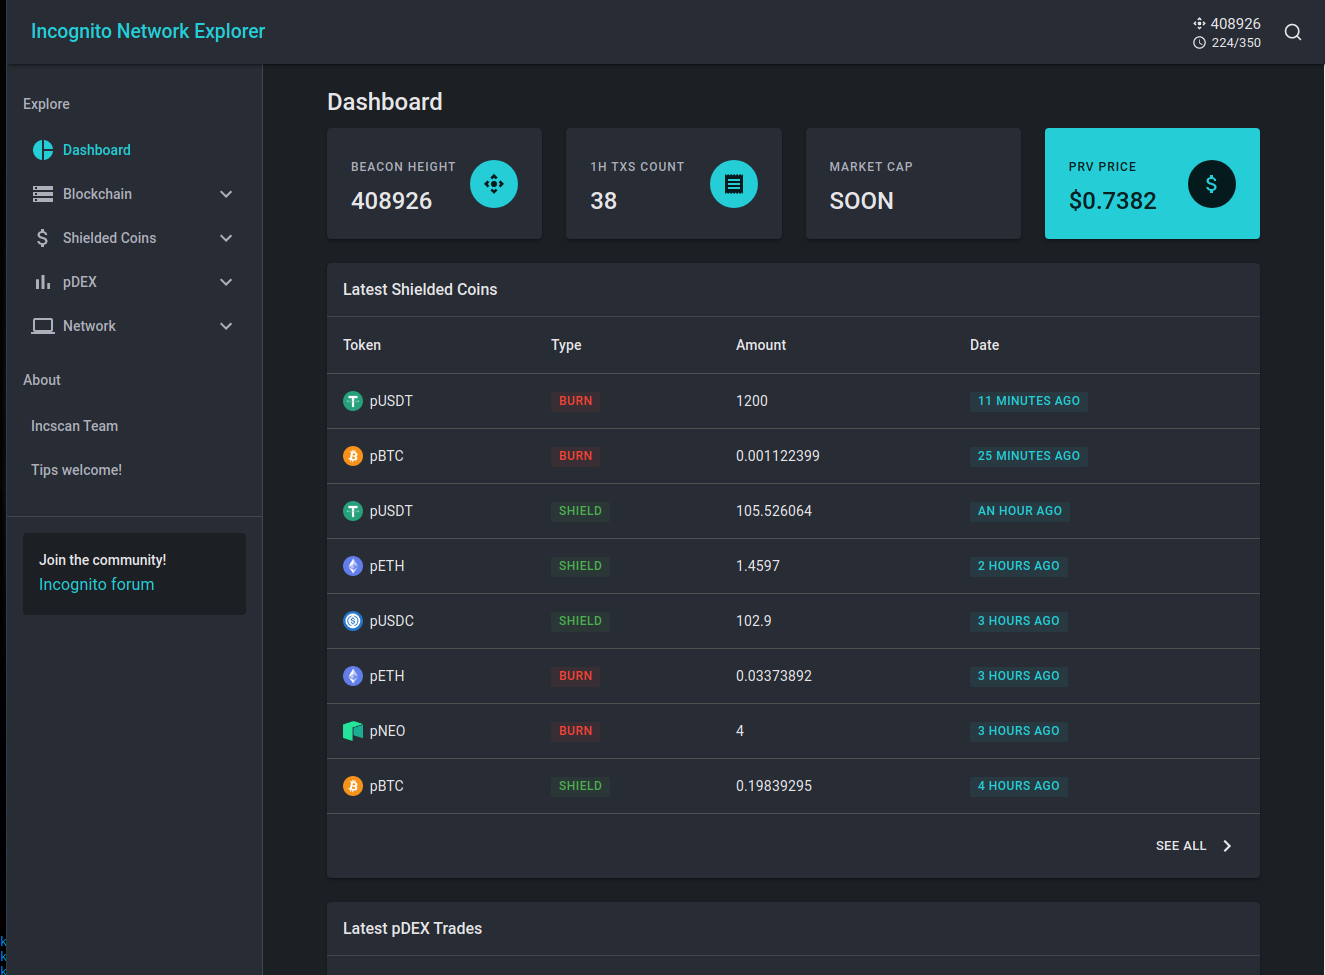 Incognito Network Explorer
408926
224/350
Explore
Dashboard
Blockchain
Shielded Coins
pDEX
Network
About
Incscan Team
Tips welcome!
Join the community!
Incognito forum
Dashboard
BEACON HEIGHT
408926
1H TXS COUNT
38
MARKET CAP
SOON
PRV PRICE
$0.7382
$
Latest Shielded Coins
Token Type Amount Date
pUSDT BURN 1200 11 MINUTES AGO
pBTC BURN 0.001122399 25 MINUTES AGO
pUSDT SHIELD 105.526064 AN HOUR AGO
pETH SHIELD 1.4597 2 HOURS AGO
pUSDC SHIELD 102.9 3 HOURS AGO
pETH BURN 0.03373892 3 HOURS AGO
pNEO BURN 4 3 HOURS AGO
pBTC SHIELD 0.19839295 4 HOURS AGO
SEE ALL
Latest pDEX Trades
k
k
k